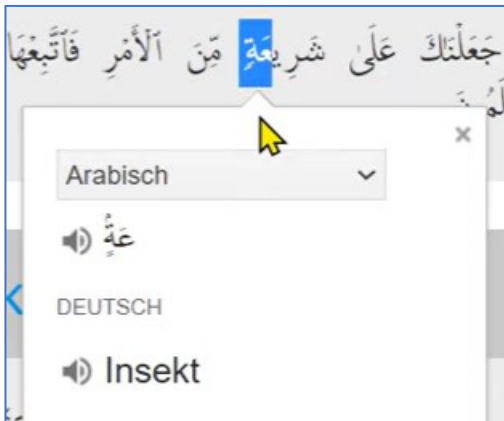 جَعَلْنَٰكَ عَلَىٰ شَرِيعَةٍ مِّنَ ٱلْأَمْرِ فَٱتَّبِعْهَا
×
Arabisch
عَةٍۢ
DEUTSCH
Insekt